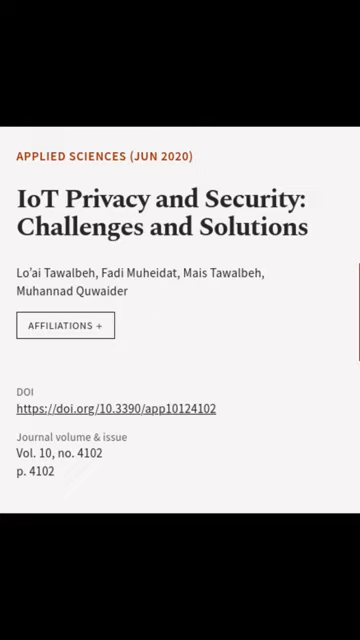 APPLIED SCIENCES (JUN 2020)
IoT Privacy and Security:
Challenges and Solutions
Lo'ai Tawalbeh, Fadi Muheidat, Mais Tawalbeh,
Muhannad Quwaider
AFFILIATIONS +
DOI
https://doi.org/10.3390/app10124102
Journal volume & issue
Vol. 10, no. 4102
p. 4102